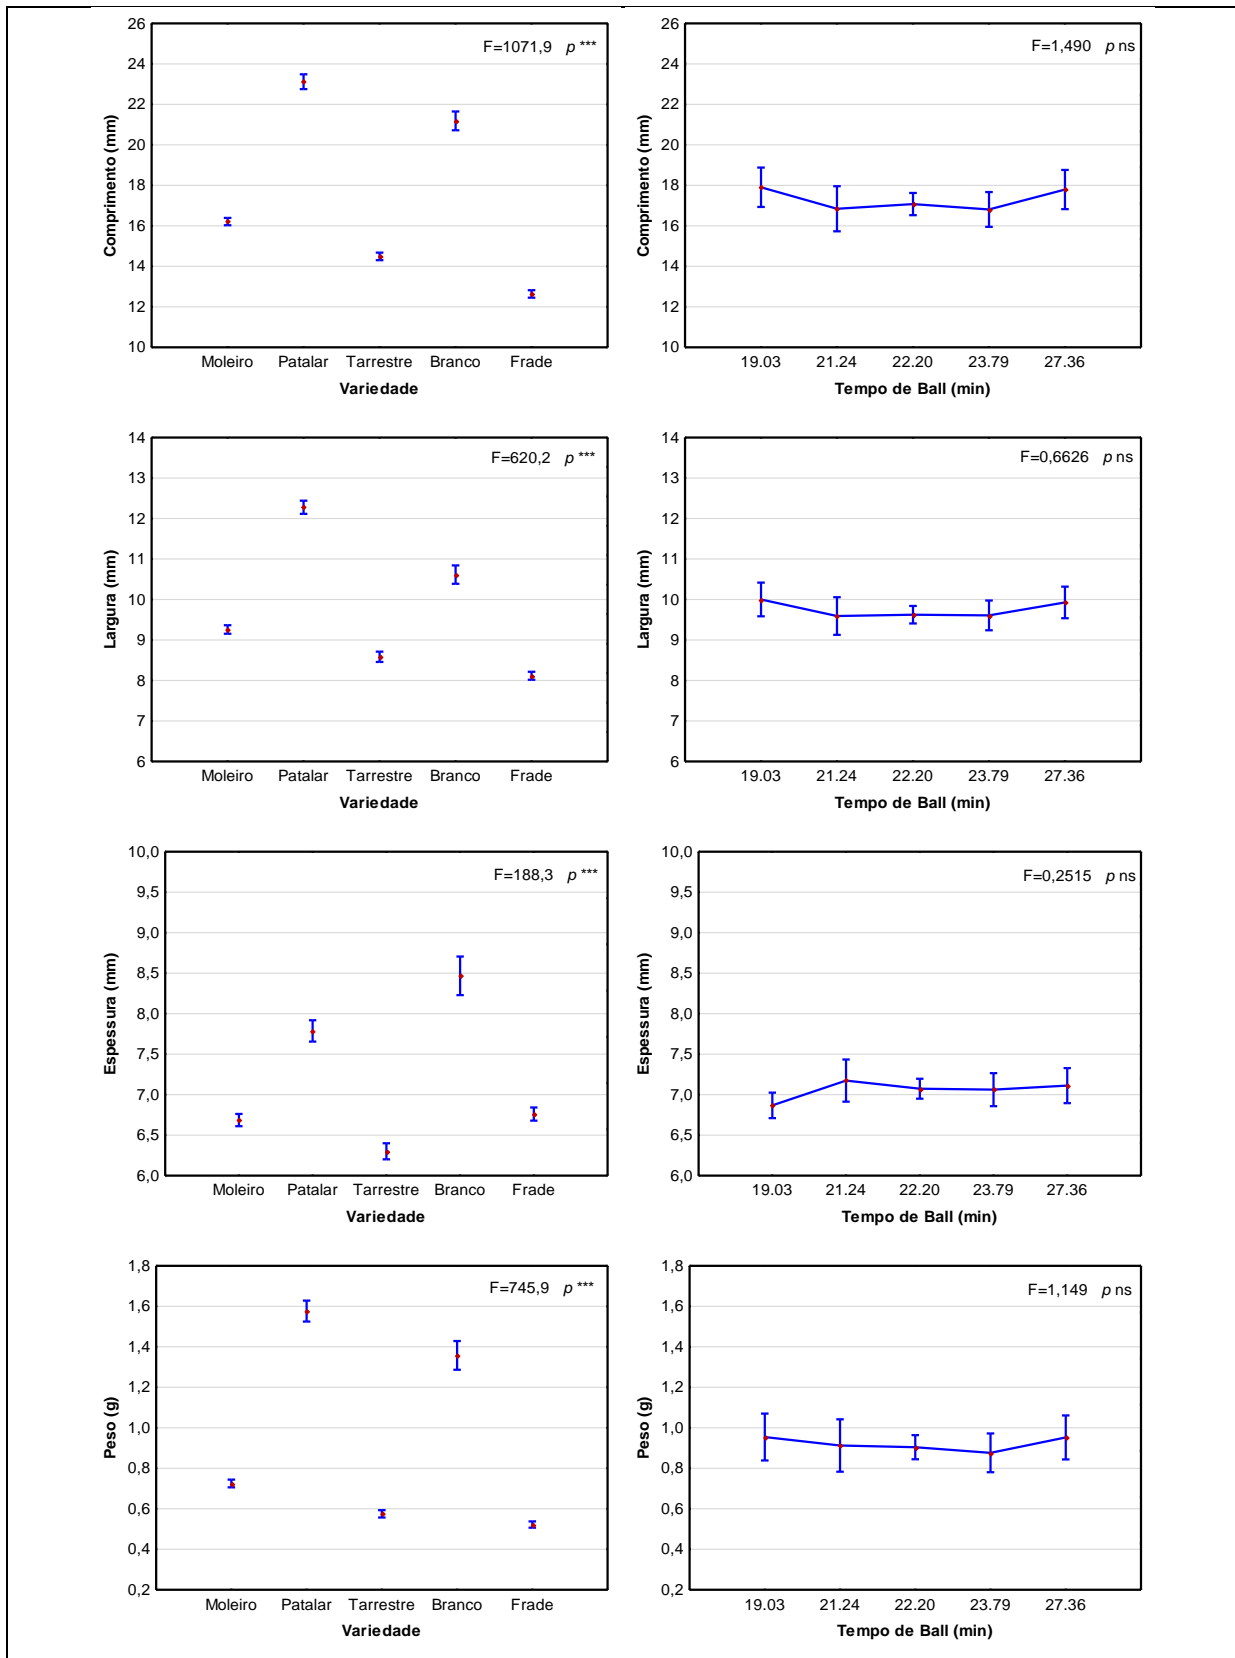 F=1071,9 p ***
Comprimento (mm)
26
24
22
20
18
16
14
12
10
Moleiro Patalar Tarrestre Branco Frade
Variedade
F=1,490 p ns
Comprimento (mm)
26
24
22
20
18
16
14
12
10
19.03 21.24 22.20 23.79 27.36
Tempo de Ball (min)
F=620,2 p ***
Largura (mm)
14
13
12
11
10
9
8
7
6
Moleiro Patalar Tarrestre Branco Frade
Variedade
F=0,6626 p ns
Largura (mm)
14
13
12
11
10
9
8
7
6
19.03 21.24 22.20 23.79 27.36
Tempo de Ball (min)
F=188,3 p ***
Espessura (mm)
10,0
9,5
9,0
8,5
8,0
7,5
7,0
6,5
6,0
Moleiro Patalar Tarrestre Branco Frade
Variedade
F=0,2515 p ns
Espessura (mm)
10,0
9,5
9,0
8,5
8,0
7,5
7,0
6,5
6,0
19.03 21.24 22.20 23.79 27.36
Tempo de Ball (min)
F=745,9 p ***
Peso (g)
1,8
1,6
1,4
1,2
1,0
0,8
0,6
0,4
0,2
Moleiro Patalar Tarrestre Branco Frade
Variedade
F=1,149 p ns
Peso (g)
1,8
1,6
1,4
1,2
1,0
0,8
0,6
0,4
0,2
19.03 21.24 22.20 23.79 27.36
Tempo de Ball (min)